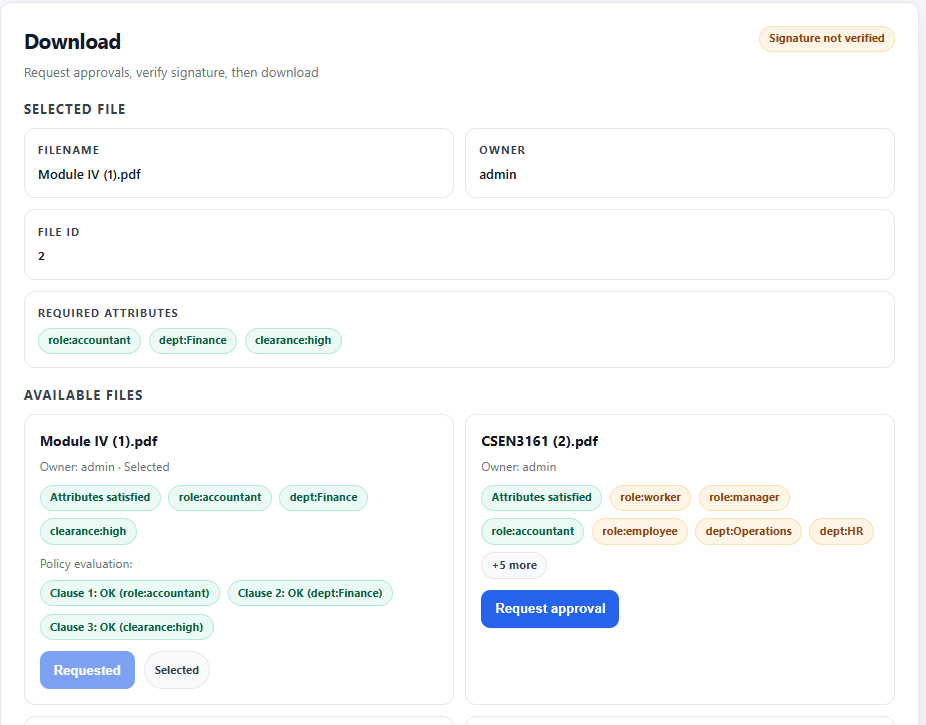 Download
Signature not verified
Request approvals, verify signature, then download
SELECTED FILE
FILENAME
Module IV (1).pdf
OWNER
admin
FILE ID
2
REQUIRED ATTRIBUTES
role:accountant dept:Finance clearance:high
AVAILABLE FILES
Module IV (1).pdf
Owner: admin · Selected
Attributes satisfied role:accountant dept:Finance
clearance:high
Policy evaluation:
Clause 1: OK (role:accountant) Clause 2: OK (dept:Finance)
Clause 3: OK (clearance:high)
Requested Selected
CSEN3161 (2).pdf
Owner: admin
Attributes satisfied role:worker role:manager
role:accountant role:employee dept:Operations dept:HR
+5 more
Request approval